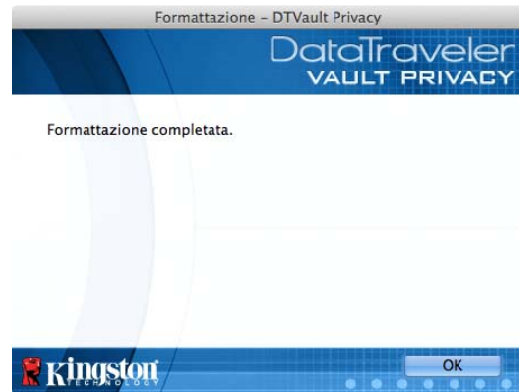 Formattazione – DTVault Privacy
DataTraveler
VAULT PRIVACY
Formattazione completata.
Kingston
TECHNOLOGY
OK